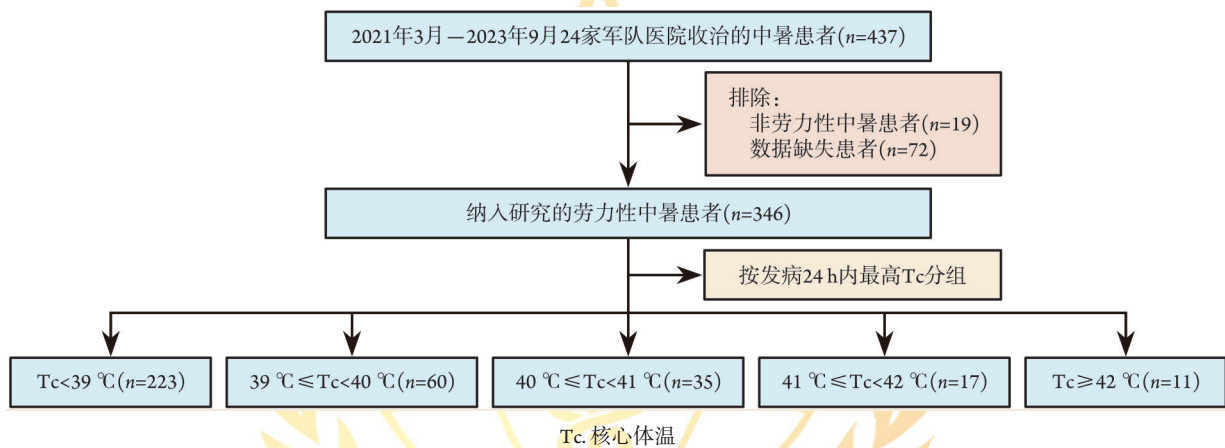 2021年3月—2023年9月24家军队医院收治的中暑患者(n=437)
排除：
非劳力性中暑患者(n=19)
数据缺失患者(n=72)
纳入研究的劳力性中暑患者(n=346)
按发病24 h内最高Tc分组
Tc<39 ℃(n=223)
39 ℃≤Tc<40 ℃(n=60)
40 ℃≤Tc<41 ℃(n=35)
41 ℃≤Tc<42 ℃(n=17)
Tc≥42 ℃(n=11)
Tc. 核心体温